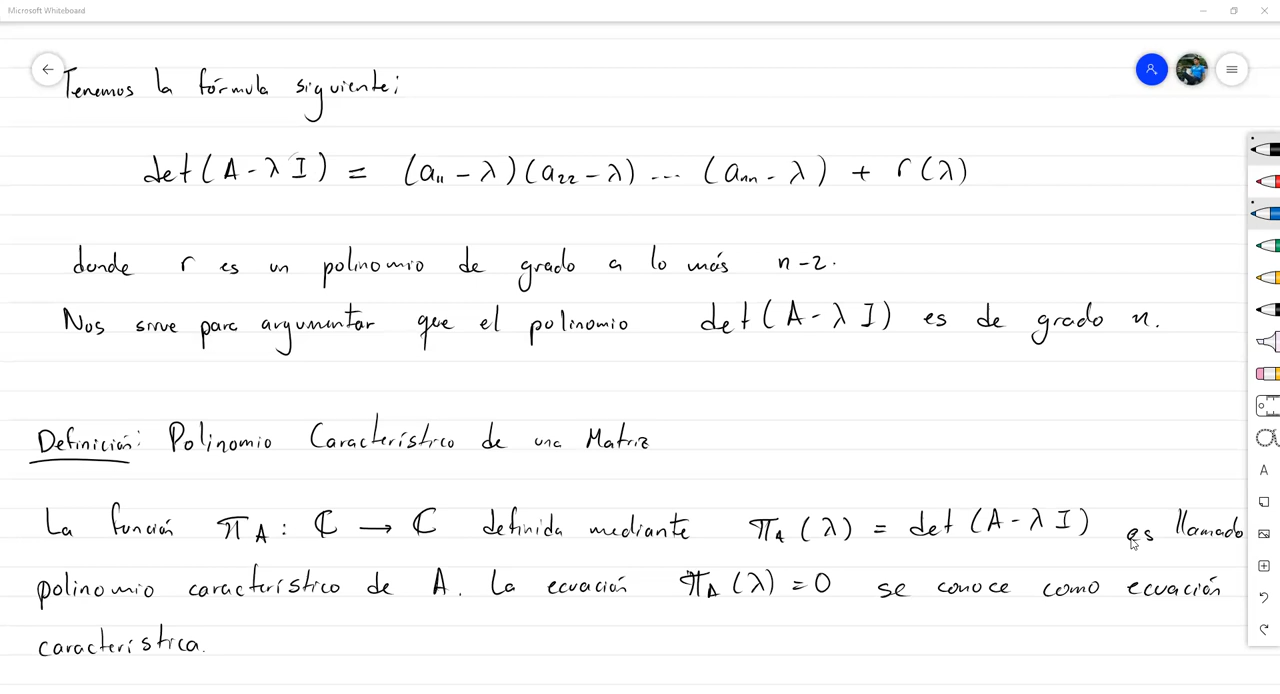 Microsoft Whiteboard
Tenemos la fórmula siguiente;
det(A - λ I) = (a₁₁ - λ)(a₂₂ - λ) ... (aₙₙ - λ) + r(λ)
donde r es un polinomio de grado a lo más n-2.
Nos sirve para argumentar que el polinomio det(A - λ I) es de grado n.
Definición: Polinomio Característico de una Matriz
La función π_A : ℂ → ℂ definida mediante π_A(λ) = det(A - λ I) es llamado
polinomio característico de A. La ecuación π_A(λ) = 0 se conoce como ecuación
característica.
A